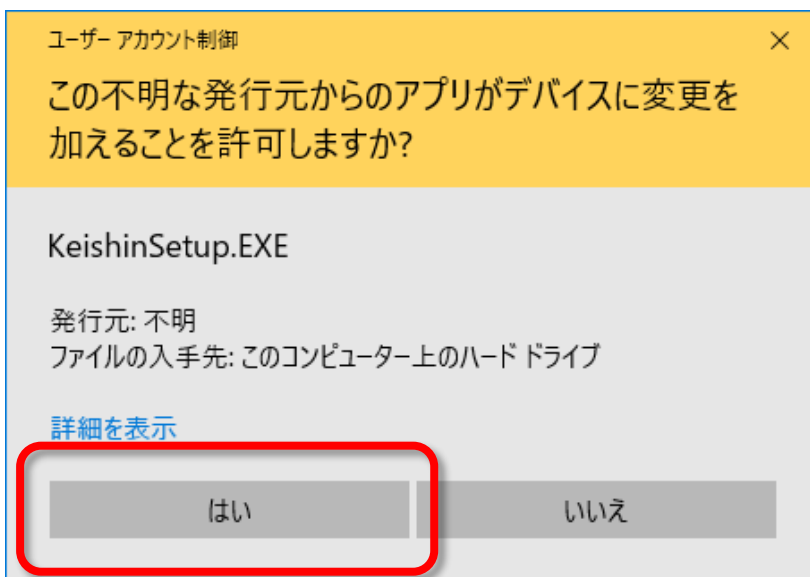 ユーザー アカウント制御
この不明な発行元からのアプリがデバイスに変更を
加えることを許可しますか?
KeishinSetup.EXE
発行元: 不明
ファイルの入手先: このコンピューター上のハード ドライブ
詳細を表示
はい
いいえ